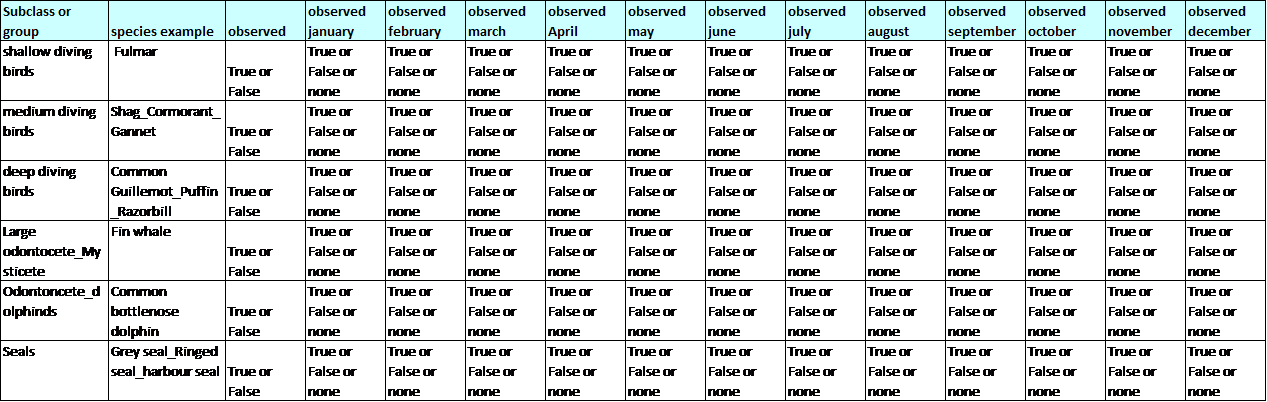 Subclass or observed observed observed observed observed observed observed observed observed observed observed observed
group species example observed january february march April may june july august september october november december
shallow diving Fulmar True or True or True or True or True or True or True or True or True or True or True or True or
birds True or False or False or False or False or False or False or False or False or False or False or False or False or
False none none none none none none none none none none none none
medium diving Shag_Cormorant_ True or True or True or True or True or True or True or True or True or True or True or True or
birds Gannet True or False or False or False or False or False or False or False or False or False or False or False or False or
False none none none none none none none none none none none none
deep diving Common True or True or True or True or True or True or True or True or True or True or True or True or
birds Guillemot_Puffin True or False or False or False or False or False or False or False or False or False or False or False or False or
_Razorbill False none none none none none none none none none none none none
Large Fin whale True or True or True or True or True or True or True or True or True or True or True or True or
odontocete_My True or False or False or False or False or False or False or False or False or False or False or False or False or
sticete False none none none none none none none none none none none none
Odontoncete_d Common True or True or True or True or True or True or True or True or True or True or True or True or
olphinds bottlenose True or False or False or False or False or False or False or False or False or False or False or False or False or
dolphin False none none none none none none none none none none none none
Seals Grey seal_Ringed True or True or True or True or True or True or True or True or True or True or True or True or
seal_harbour seal True or False or False or False or False or False or False or False or False or False or False or False or False or
False none none none none none none none none none none none none